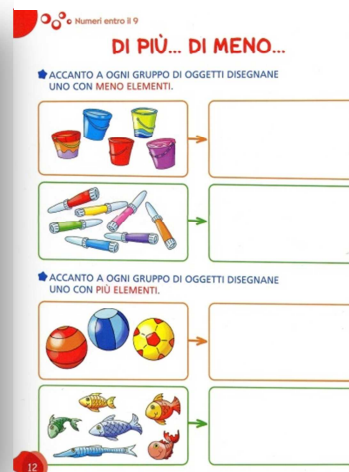 Numeri entro il 9
DI PIÙ... DI MENO...
ACCANTO A OGNI GRUPPO DI OGGETTI DISEGNANE
UNO CON MENO ELEMENTI.
ACCANTO A OGNI GRUPPO DI OGGETTI DISEGNANE
UNO CON PIÙ ELEMENTI.
12